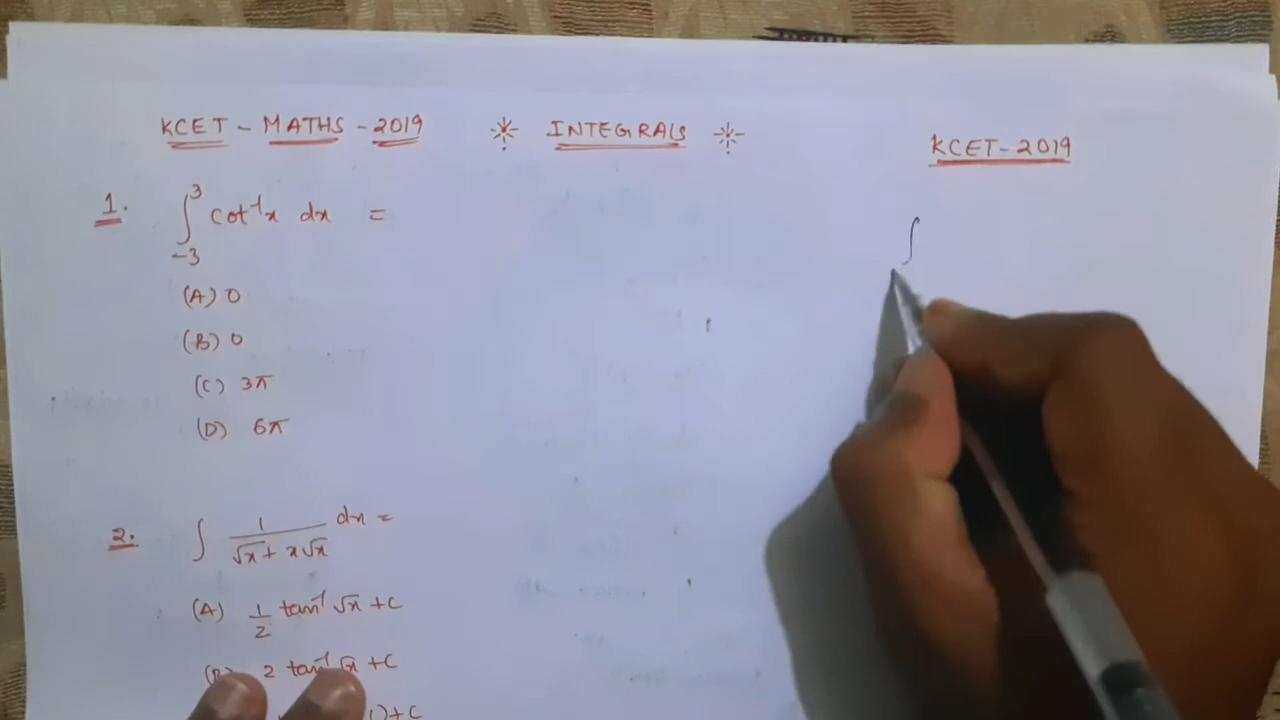 KCET - MATHS - 2019 ✳ INTEGRALS ✳
KCET - 2019
1. ∫₋₃³ cot⁻¹x dx =
∫
(A) 0
(B) 0
(C) 3π
(D) 6π
2. ∫ 1/(√x + x√x) dx =
(A) 1/2 tan⁻¹ √x + C
2 tan⁻¹ √x + C
)+C